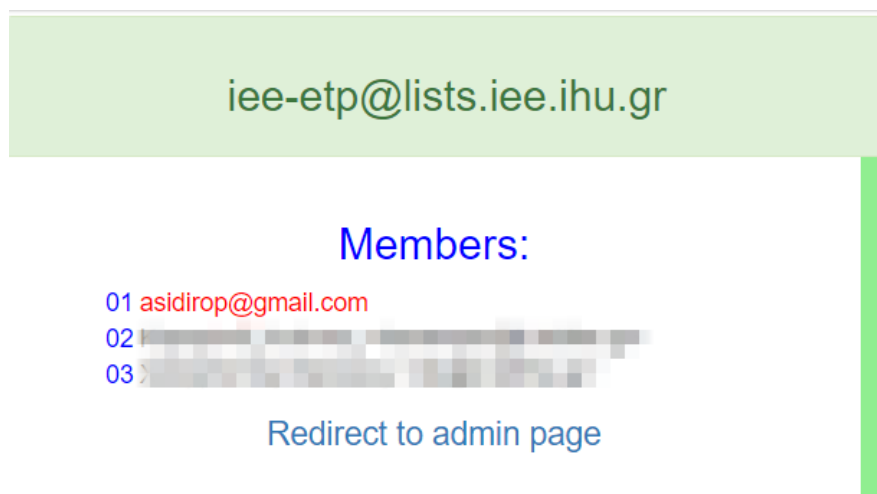 iee-etp@lists.iee.ihu.gr
Members:
01 asidirop@gmail.com
02
03
Redirect to admin page